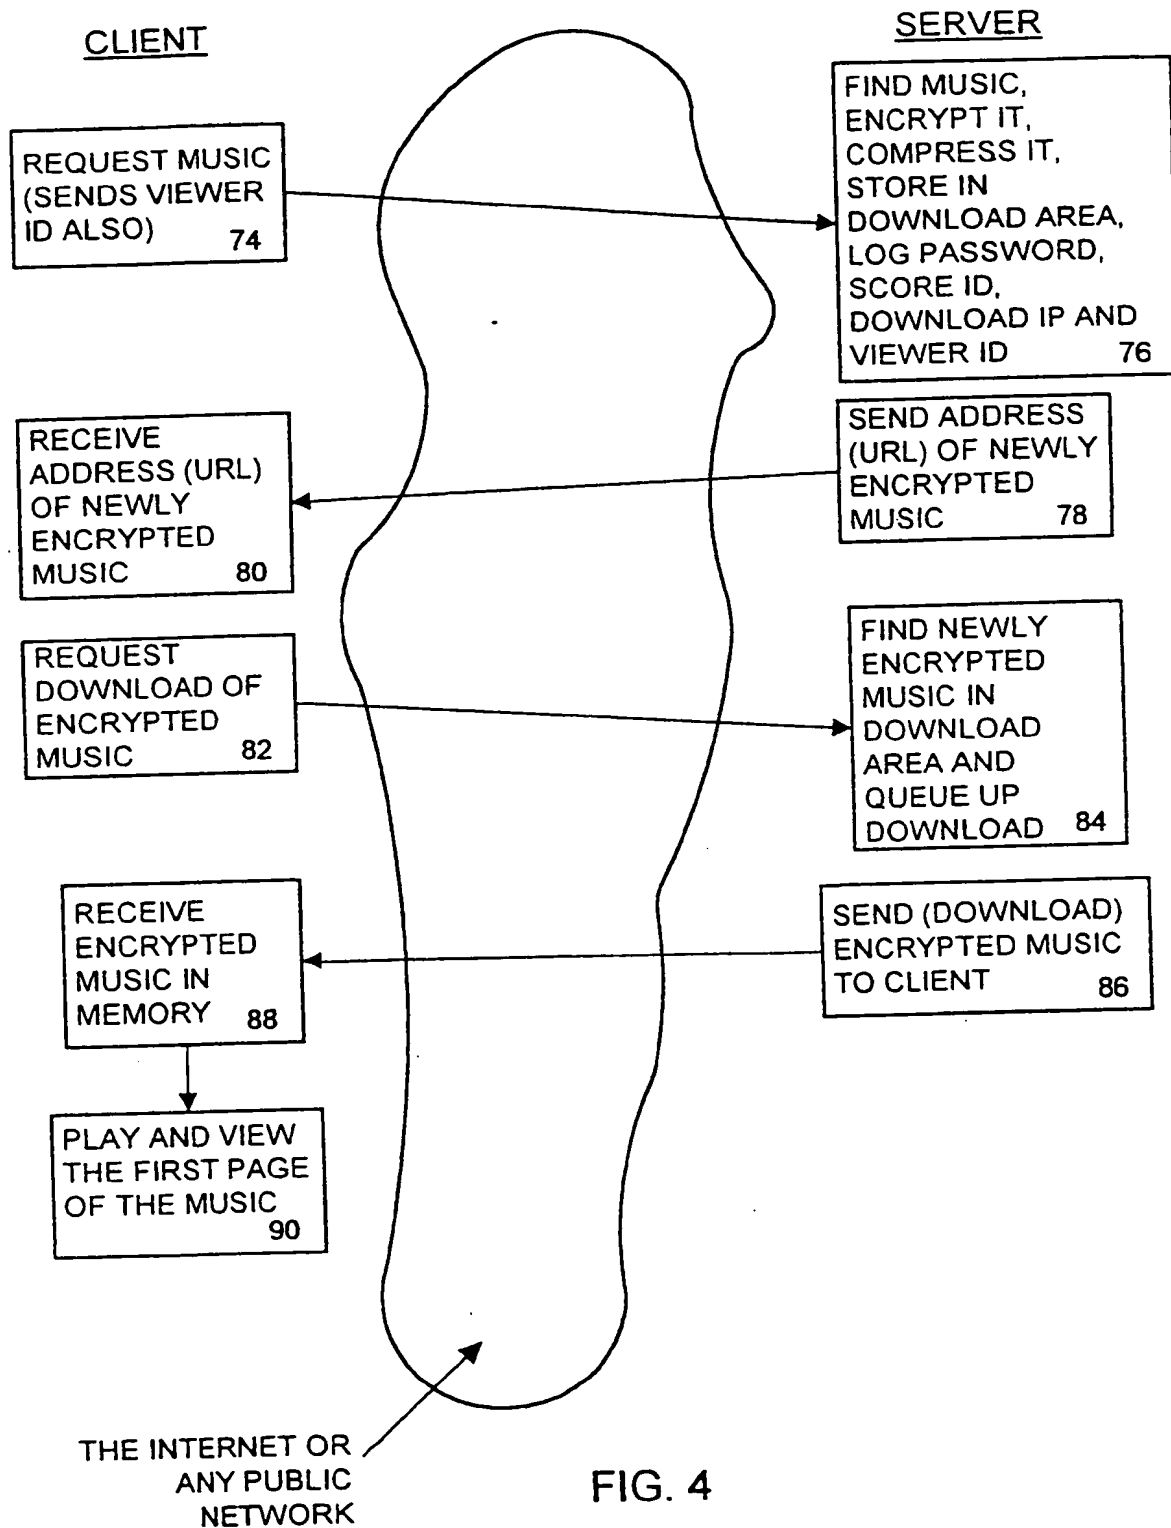 CLIENT
SERVER
REQUEST MUSIC
(SENDS VIEWER
ID ALSO)
74
FIND MUSIC,
ENCRYPT IT,
COMPRESS IT,
STORE IN
DOWNLOAD AREA,
LOG PASSWORD,
SCORE ID,
DOWNLOAD IP AND
VIEWER ID 76
SEND ADDRESS
(URL) OF NEWLY
ENCRYPTED
MUSIC 78
RECEIVE
ADDRESS (URL)
OF NEWLY
ENCRYPTED
MUSIC 80
REQUEST
DOWNLOAD OF
ENCRYPTED
MUSIC 82
FIND NEWLY
ENCRYPTED
MUSIC IN
DOWNLOAD
AREA AND
QUEUE UP
DOWNLOAD 84
SEND (DOWNLOAD)
ENCRYPTED MUSIC
TO CLIENT 86
RECEIVE
ENCRYPTED
MUSIC IN
MEMORY 88
PLAY AND VIEW
THE FIRST PAGE
OF THE MUSIC
90
THE INTERNET OR
ANY PUBLIC
NETWORK
FIG. 4